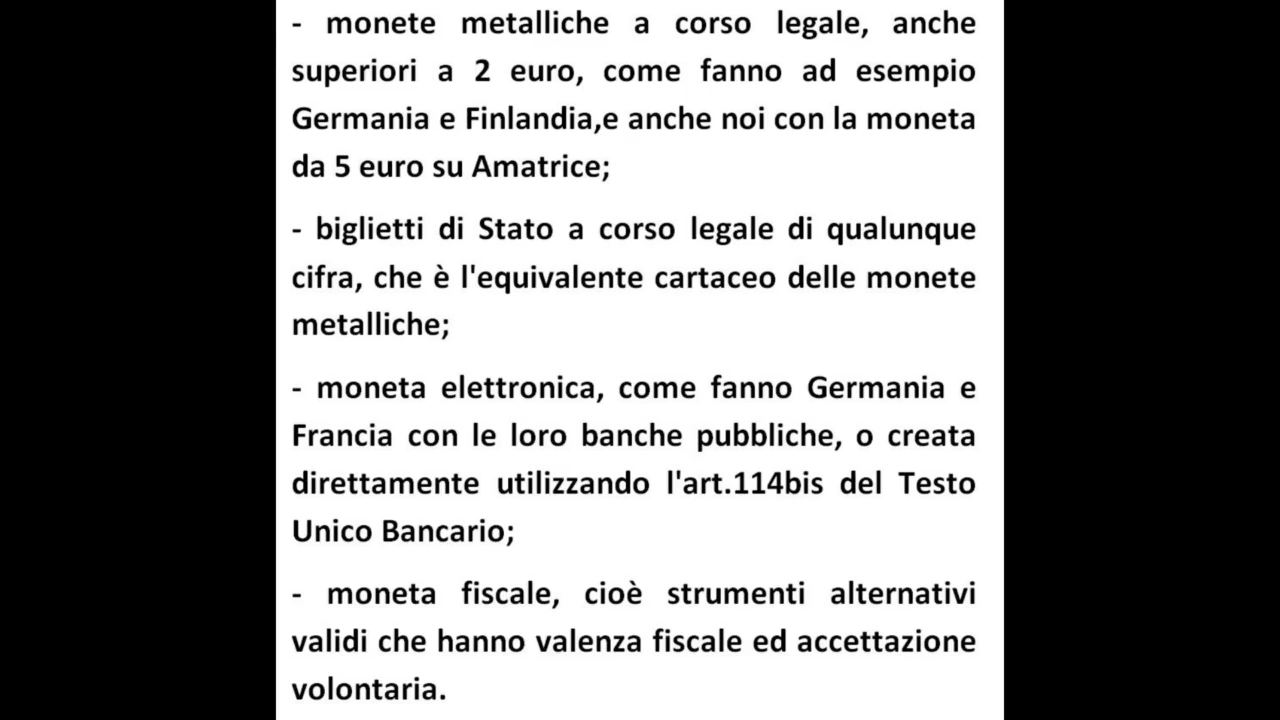 - monete metalliche a corso legale, anche
superiori a 2 euro, come fanno ad esempio
Germania e Finlandia,e anche noi con la moneta
da 5 euro su Amatrice;
- biglietti di Stato a corso legale di qualunque
cifra, che è l'equivalente cartaceo delle monete
metalliche;
- moneta elettronica, come fanno Germania e
Francia con le loro banche pubbliche, o creata
direttamente utilizzando l'art.114bis del Testo
Unico Bancario;
- moneta fiscale, cioè strumenti alternativi
validi che hanno valenza fiscale ed accettazione
volontaria.